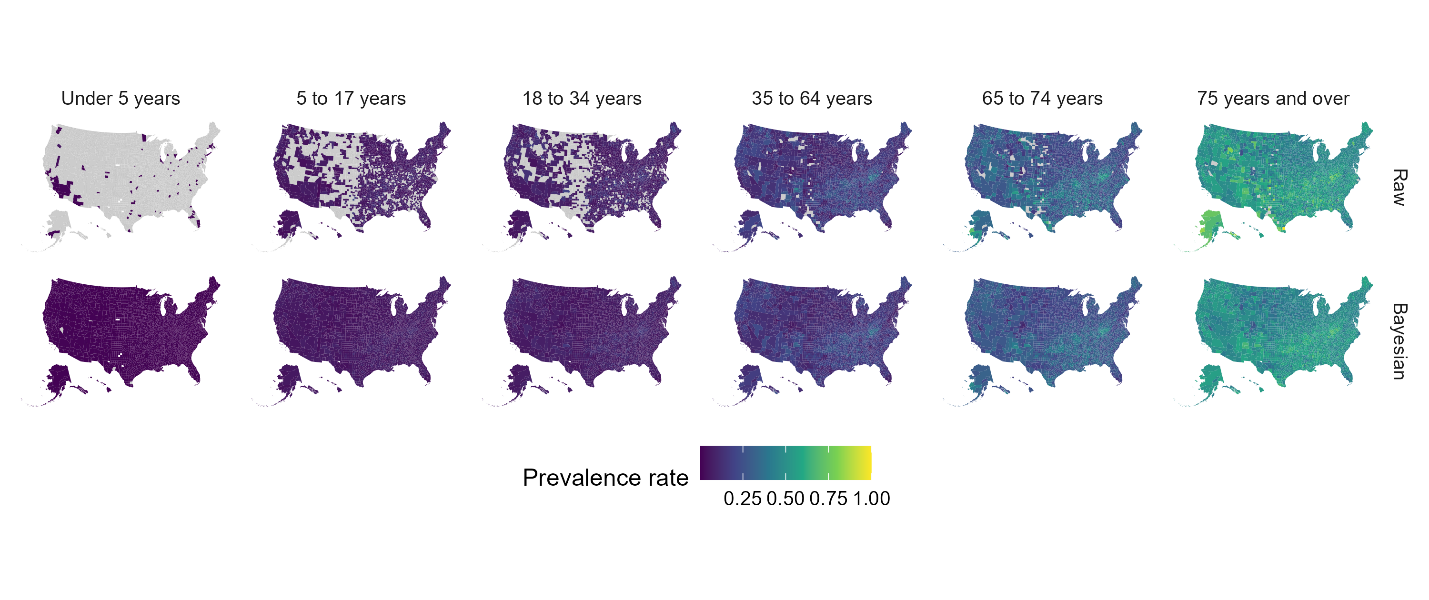 Under 5 years
5 to 17 years
18 to 34 years
35 to 64 years
65 to 74 years
75 years and over
Raw
Bayesian
Prevalence rate
0.25 0.50 0.75 1.00